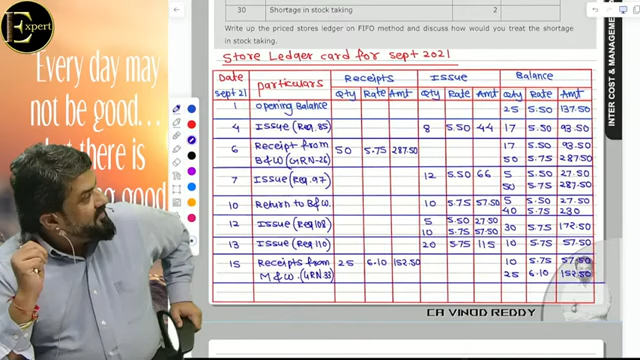 Expert
Every day may
not be good...
but there is
ing good
30 Shortage in stock taking 2
Write up the priced stores ledger on FIFO method and discuss how would you treat the shortage
in stock taking.
Store Ledger card for sept 2021
Date particulars Receipts Issue Balance
sept 21 Qty Rate Amt Qty Rate Amt Qty Rate Amt
1 opening Balance 25 5.50 137.50
4 Issue (Req.85) 8 5.50 44 17 5.50 93.50
6 Receipt from 50 5.75 287.50 17 5.50 93.50
B&W (GRN-26) 50 5.75 287.50
7 Issue (Req.97) 12 5.50 66 5 5.50 27.50
50 5.75 287.50
10 Return to B&W 10 5.75 57.50 5 5.50 27.50
40 5.75 230
12 Issue (Req 108) 5 5.50 27.50 30 5.75 172.50
10 5.75 57.50
13 Issue (Req 110) 20 5.75 115 10 5.75 57.50
15 Receipts from 25 6.10 152.50 10 5.75 57.50
M&W. (GRN.33) 25 6.10 152.50
CA VINOD REDDY
INTER COST & MANAGEMENT